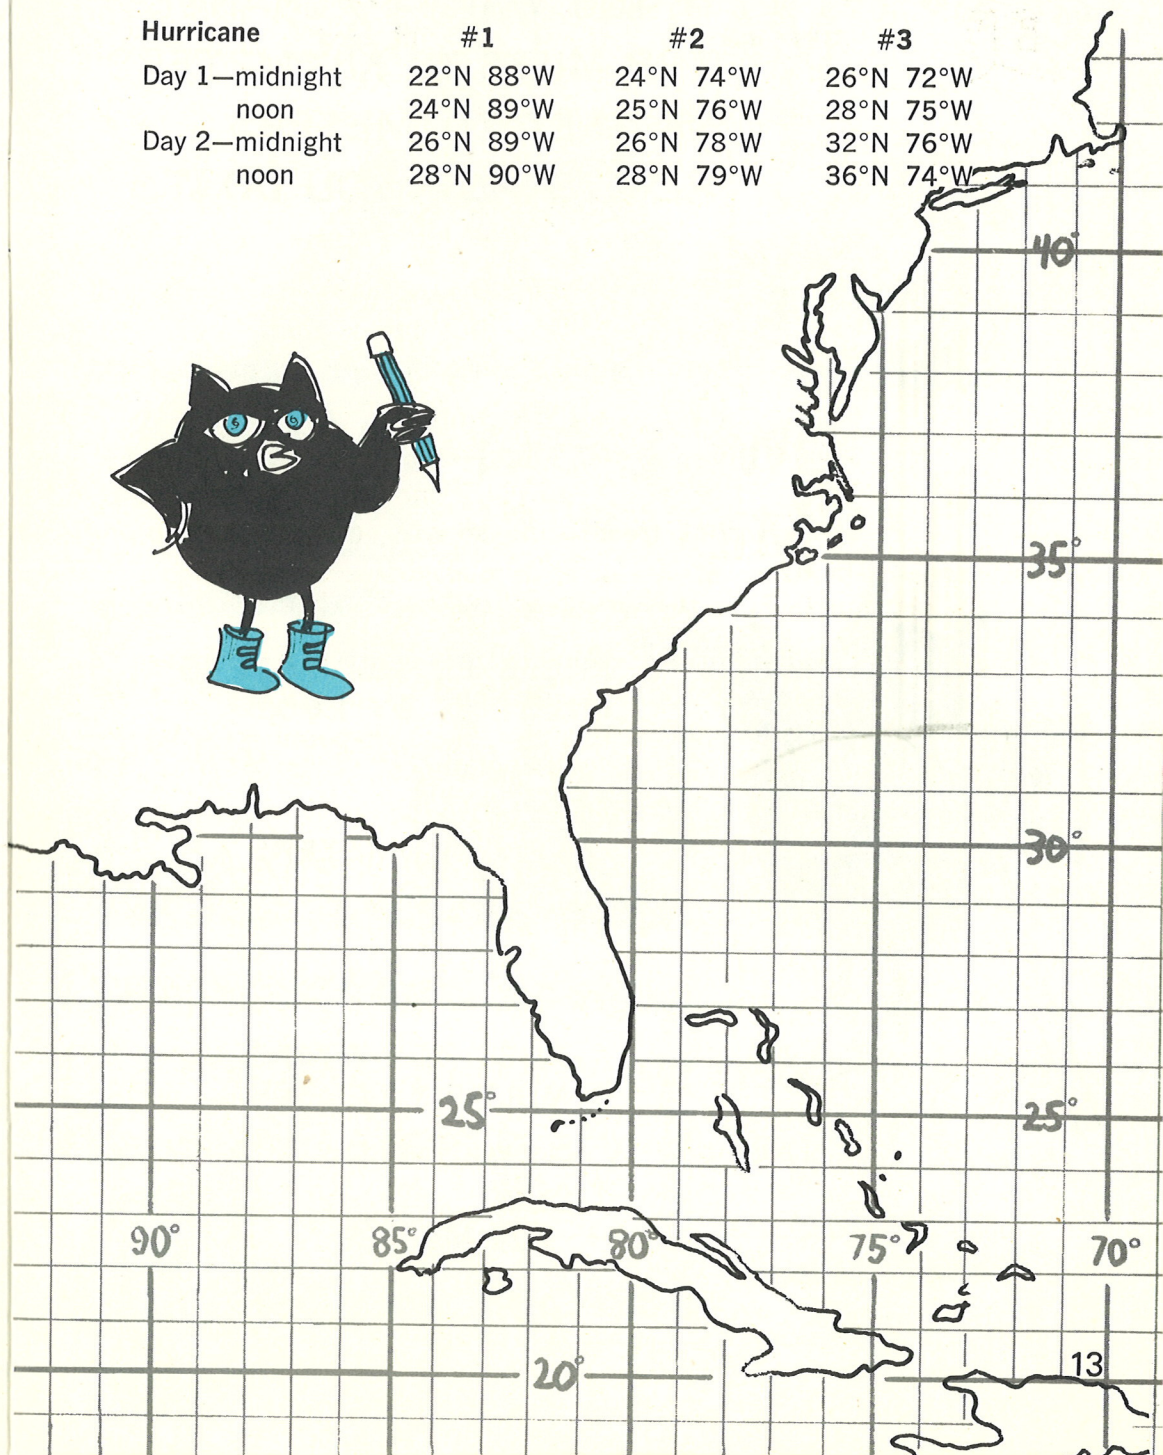 Hurricane #1 #2 #3
Day 1—midnight 22°N 88°W 24°N 74°W 26°N 72°W
noon 24°N 89°W 25°N 76°W 28°N 75°W
Day 2—midnight 26°N 89°W 26°N 78°W 32°N 76°W
noon 28°N 90°W 28°N 79°W 36°N 74°W
40°
35°
30°
25° 25°
90° 85° 80° 75° 70°
20° 13